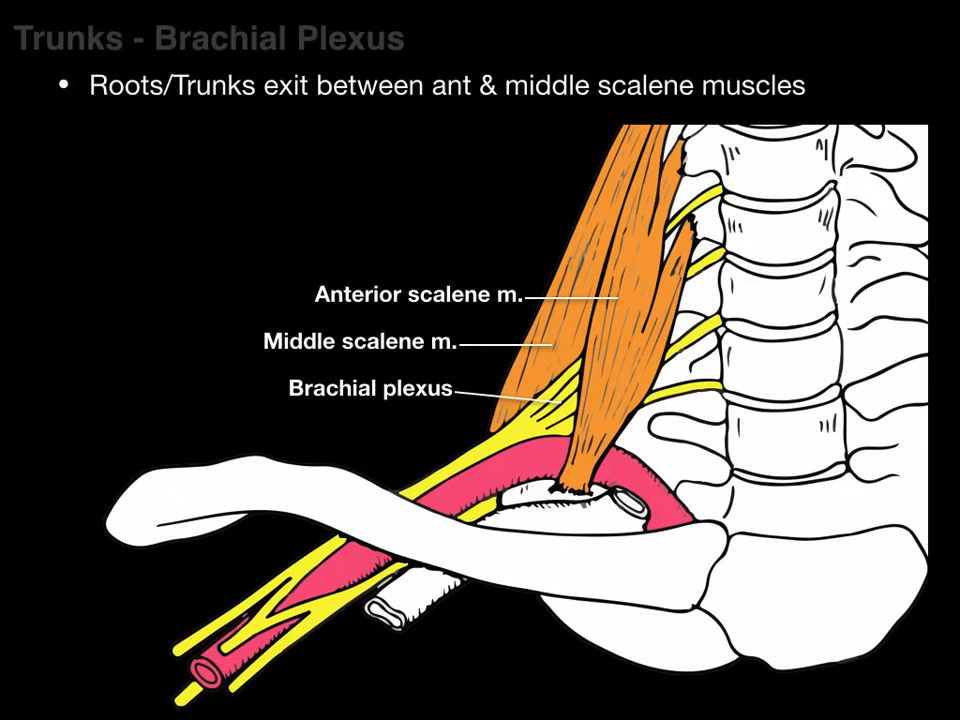 Trunks - Brachial Plexus
• Roots/Trunks exit between ant & middle scalene muscles
Anterior scalene m.
Middle scalene m.
Brachial plexus